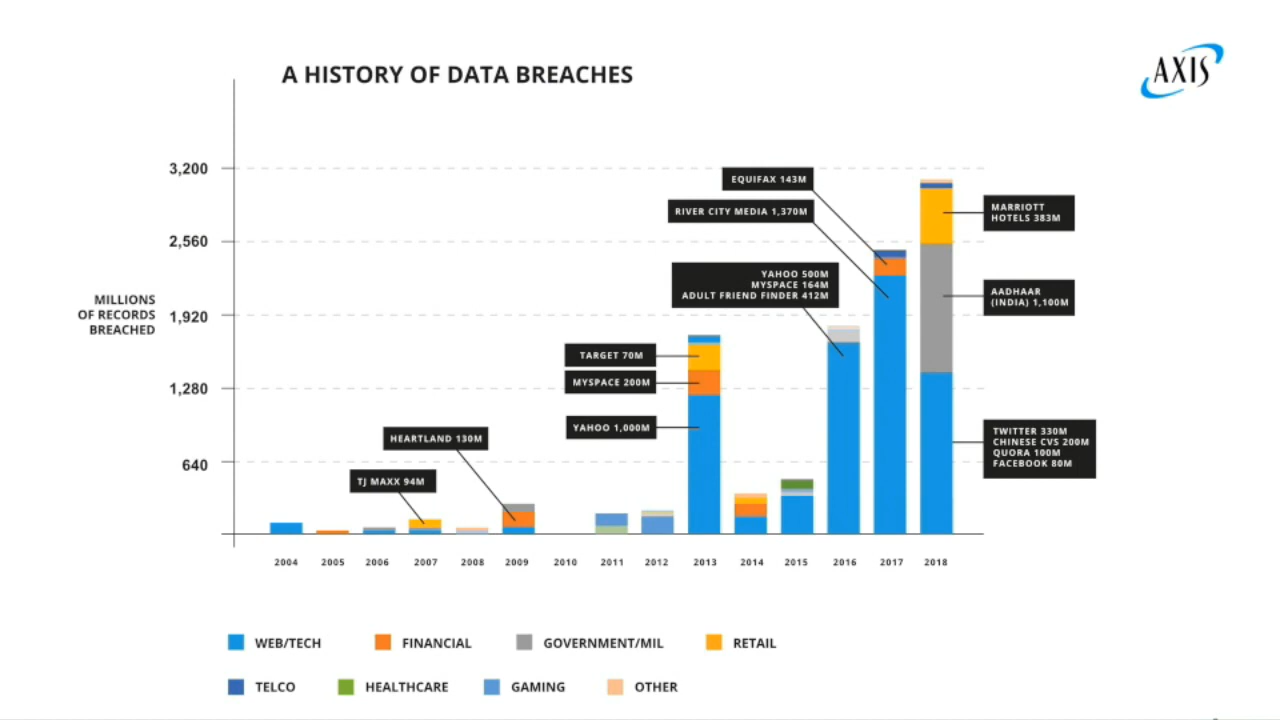 A HISTORY OF DATA BREACHES
AXIS
3,200
2,560
1,920
1,280
640
MILLIONS
OF RECORDS
BREACHED
EQUIFAX 143M
RIVER CITY MEDIA 1,370M
YAHOO 500M
MYSPACE 164M
ADULT FRIEND FINDER 412M
TARGET 70M
MYSPACE 200M
YAHOO 1,000M
HEARTLAND 130M
TJ MAXX 94M
MARRIOTT
HOTELS 383M
AADHAAR
(INDIA) 1,100M
TWITTER 330M
CHINESE CVS 200M
QUORA 100M
FACEBOOK 80M
2004 2005 2006 2007 2008 2009 2010 2011 2012 2013 2014 2015 2016 2017 2018
WEB/TECH FINANCIAL GOVERNMENT/MIL RETAIL
TELCO HEALTHCARE GAMING OTHER